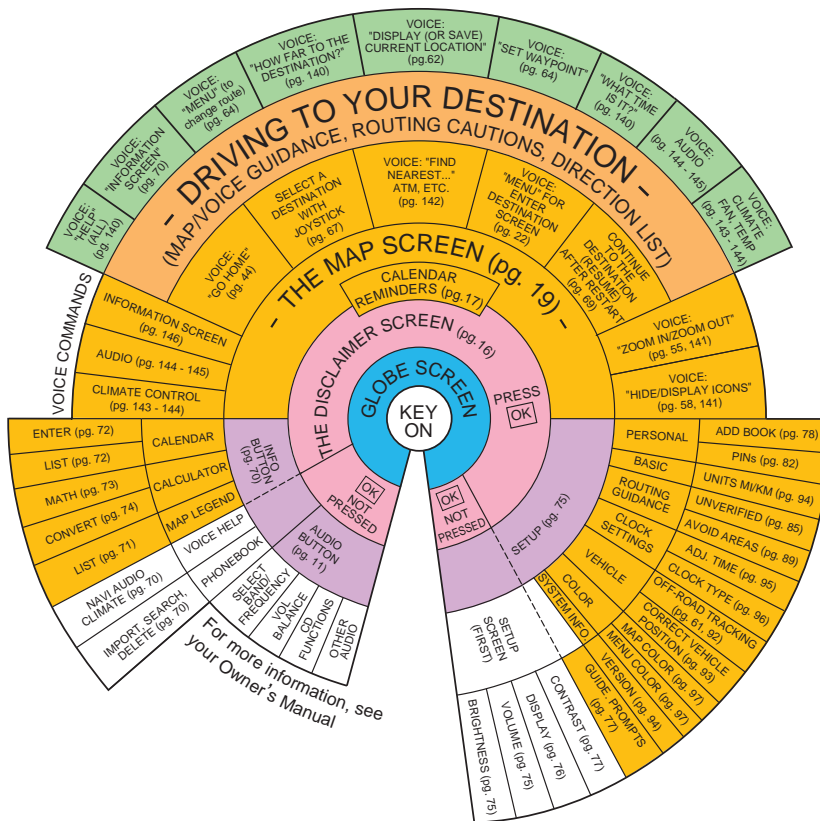 VOICE:
"HELP"
(ALL)
(pg. 140)
VOICE:
"INFORMATION
SCREEN"
(pg. 70)
VOICE:
"MENU" (to
change route)
(pg. 64)
VOICE:
"HOW FAR TO THE
DESTINATION?"
(pg. 140)
VOICE:
"DISPLAY (OR SAVE)
CURRENT LOCATION"
(pg.62)
VOICE:
"SET WAYPOINT"
(pg. 64)
VOICE:
"WHAT TIME
IS IT?"
(pg. 140)
VOICE:
AUDIO
(pg. 144 - 145)
VOICE:
CLIMATE
FAN, TEMP
(pg. 143 - 144)
- DRIVING TO YOUR DESTINATION -
(MAP/VOICE GUIDANCE, ROUTING CAUTIONS, DIRECTION LIST)
VOICE:
"GO HOME"
(pg. 44)
SELECT A
DESTINATION
WITH
JOYSTICK
(pg. 67)
VOICE: "FIND
NEAREST..."
ATM, ETC.
(pg. 142)
VOICE:
"MENU" FOR
ENTER
DESTINATION
SCREEN
(pg. 22)
CONTINUE
TO THE
DESTINATION
(RESUME)
AFTER RESTART
(pg. 69)
VOICE COMMANDS
INFORMATION SCREEN
(pg. 146)
AUDIO (pg. 144 - 145)
CLIMATE CONTROL
(pg. 143 - 144)
- THE MAP SCREEN (pg. 19) -
CALENDAR
REMINDERS (pg.17)
VOICE:
"ZOOM IN/ZOOM OUT"
(pg. 55, 141)
VOICE:
"HIDE/DISPLAY ICONS"
(pg. 58, 141)
THE DISCLAIMER SCREEN (pg.16)
PRESS
OK
GLOBE SCREEN
KEY
ON
OK
NOT
PRESSED
OK
NOT
PRESSED
INFO
BUTTON
(pg. 70)
AUDIO
BUTTON
(pg. 11)
CALENDAR
CALCULATOR
MAP LEGEND
VOICE HELP
PHONEBOOK
ENTER (pg. 72)
LIST (pg. 72)
MATH (pg. 73)
CONVERT (pg. 74)
LIST (pg. 71)
NAVI AUDIO
CLIMATE (pg. 70)
IMPORT, SEARCH,
DELETE (pg. 70)
SELECT
BAND/
FREQUENCY
VOL
BALANCE
CD
FUNCTIONS
OTHER
AUDIO
For more information, see
your Owner's Manual
SETUP (pg. 75)
PERSONAL
BASIC
ROUTING
GUIDANCE
CLOCK
SETTINGS
VEHICLE
COLOR
SYSTEM INFO.
SETUP
SCREEN
(FIRST)
ADD BOOK (pg. 78)
PINs (pg. 82)
UNITS MI/KM (pg. 94)
UNVERIFIED (pg. 85)
AVOID AREAS (pg. 89)
ADJ. TIME (pg. 95)
CLOCK TYPE (pg. 96)
OFF-ROAD TRACKING
(pg. 61, 92)
CORRECT VEHICLE
POSITION (pg. 93)
MAP COLOR (pg. 97)
MENU COLOR (pg. 97)
VERSION (pg. 94)
GUIDE. PROMPTS
(pg. 77)
CONTRAST (pg. 77)
DISPLAY (pg. 76)
VOLUME (pg. 75)
BRIGHTNESS (pg. 75)